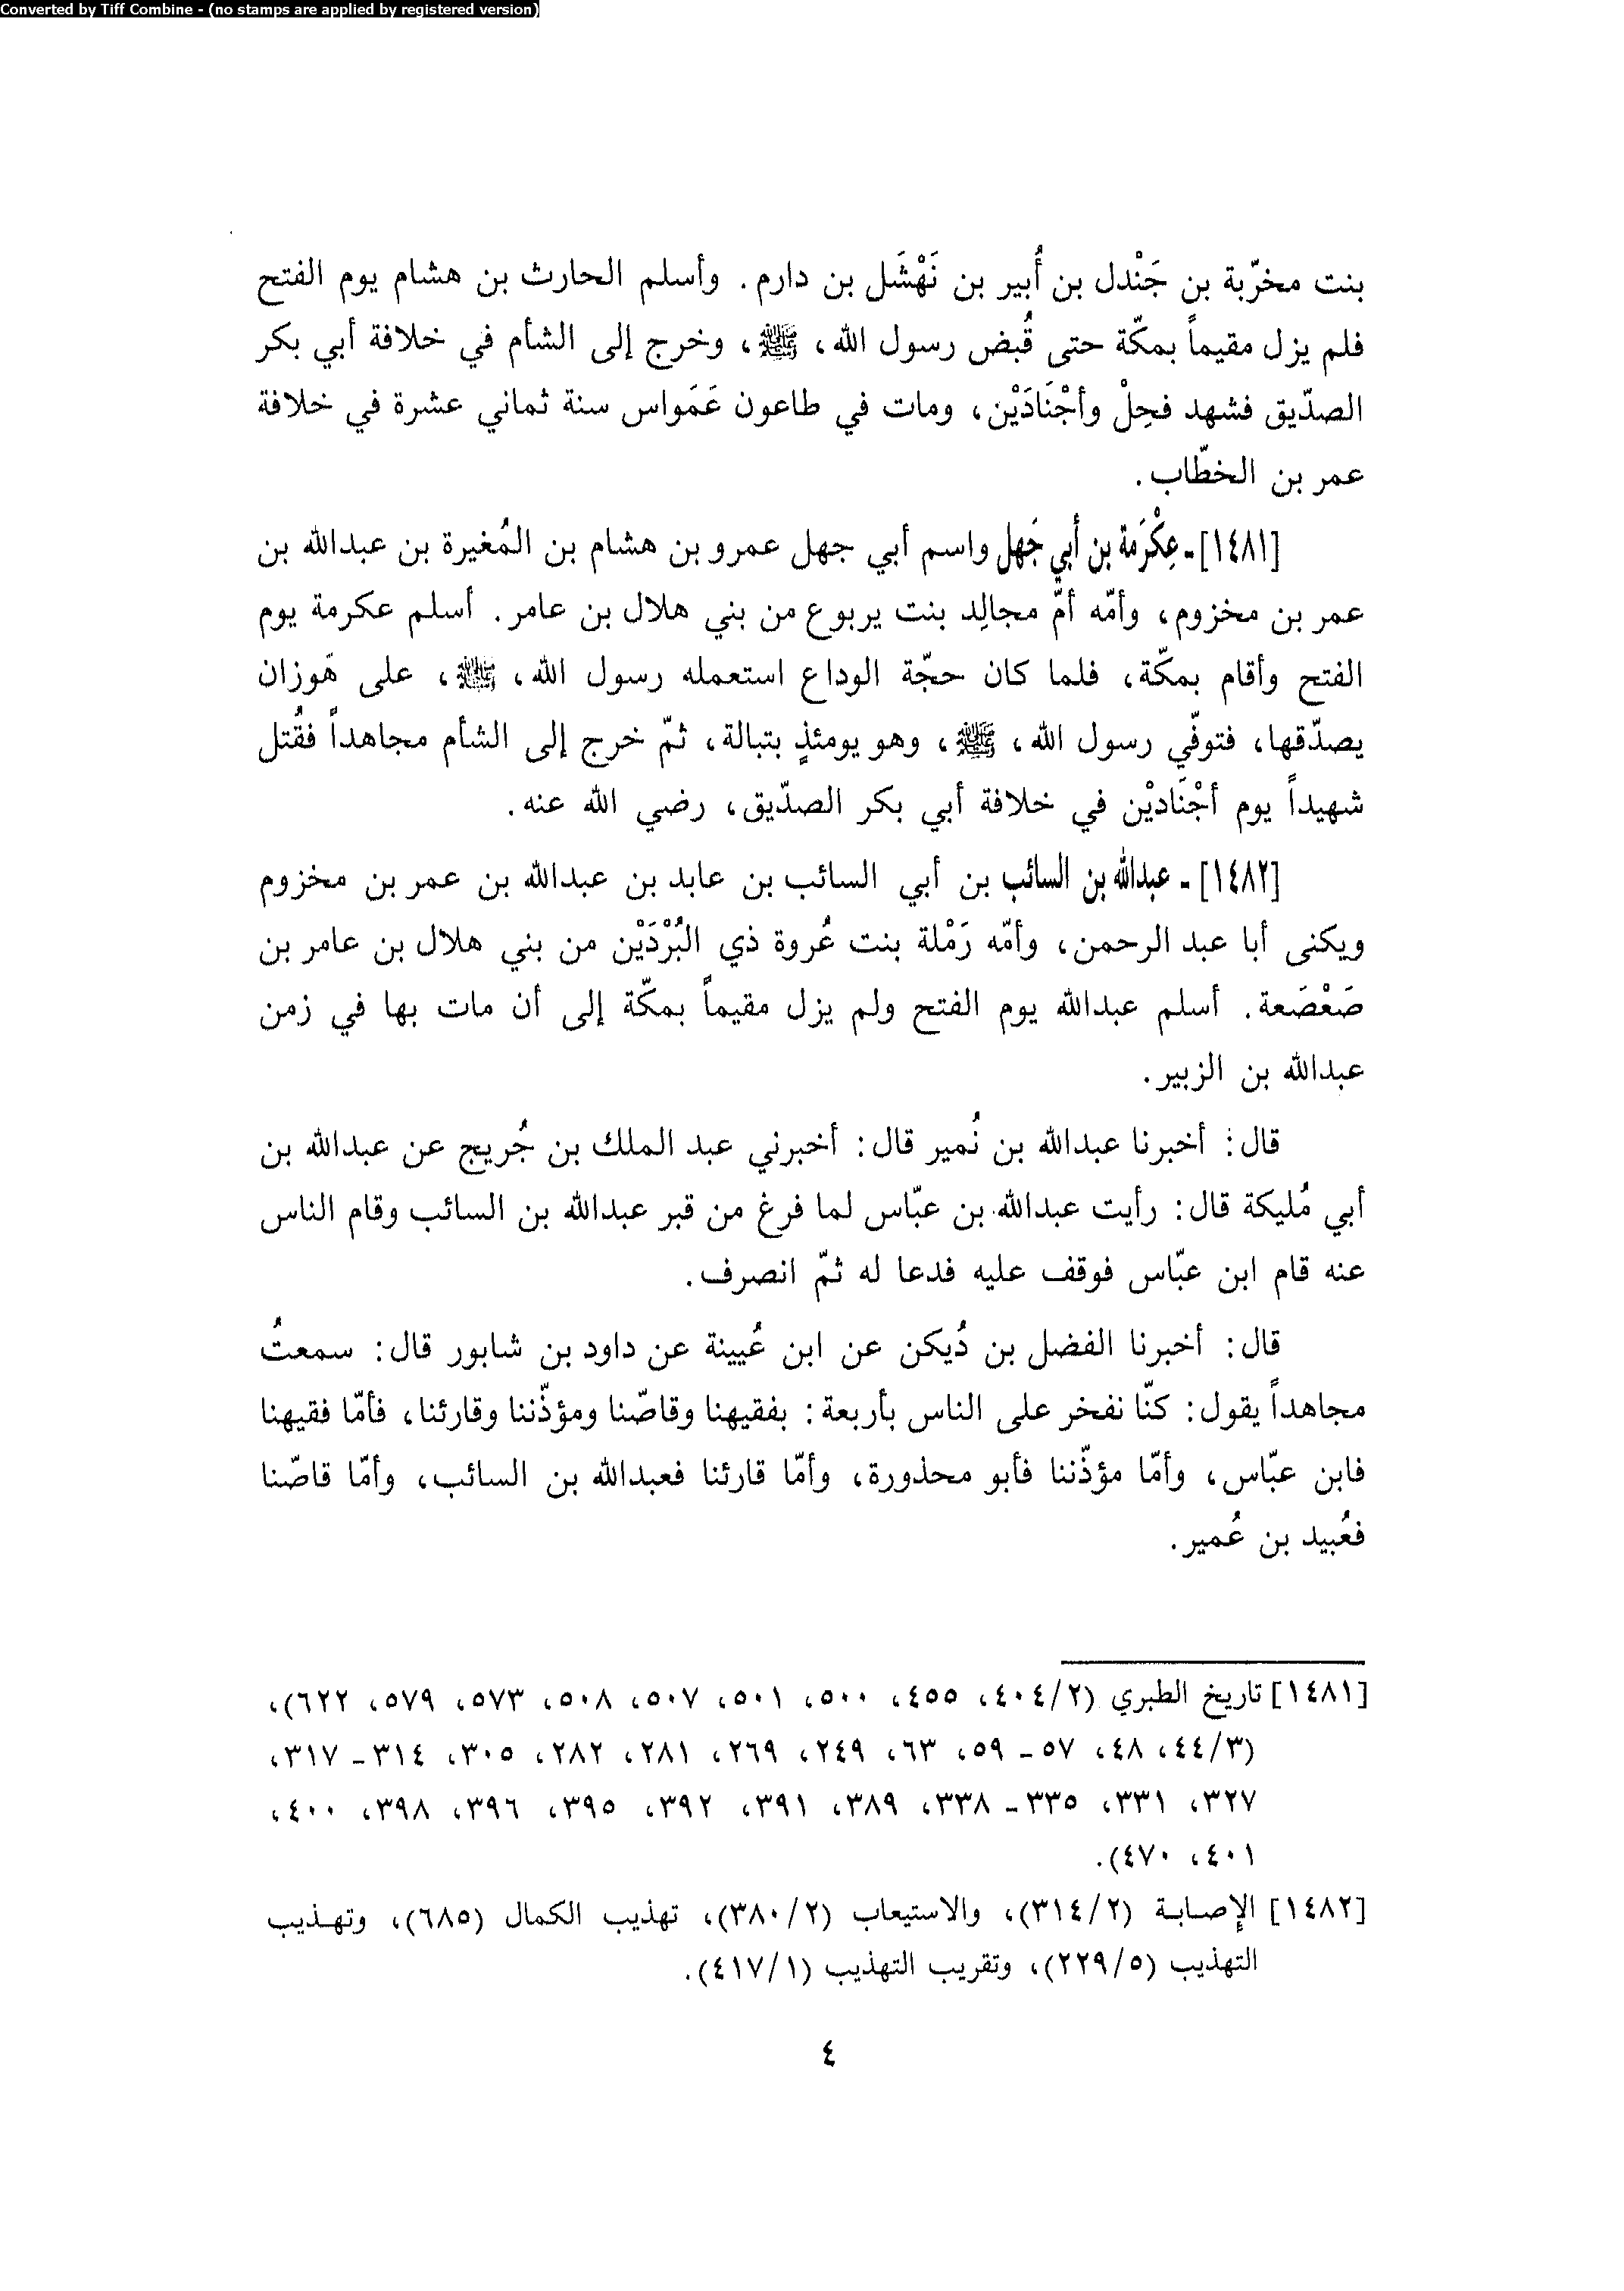 Converted by Tiff Combine - (no stamps are applied by registered version)
بنت مخرّبة بن جَنْدل بن أُبير بن نَهْشَل بن دارم. وأسلم الحارث بن هشام يوم الفتح
فلم يزل مقيماً بمكّة حتى قُبض رسول الله، ﷺ، وخرج إلى الشأم في خلافة أبي بكر
الصدّيق فشهد فحِلْ وأجْنَادَيْن، ومات في طاعون عَمَواس سنة ثماني عشرة في خلافة
عمر بن الخطّاب.
[١٤٨١]ـ عِكْرَمَة بن أبي جَهل واسم أبي جهل عمرو بن هشام بن المُغيرة بن عبدالله بن
عمر بن مخزوم، وأمّه أمّ مجالِد بنت يربوع من بني هلال بن عامر. أسلم عكرمة يوم
الفتح وأقام بمكّة، فلما كان حجّة الوداع استعمله رسول الله، ﷺ، على هَوزان
يصدّقها، فتوفّي رسول الله، ﷺ، وهو يومئذٍ بتبالة، ثمّ خرج إلى الشأم مجاهداً فقُتل
شهيداً يوم أجْنَاديْن في خلافة أبي بكر الصدّيق، رضي الله عنه.
[١٤٨٢] ـ عبدالله بن السائب بن أبي السائب بن عابد بن عبدالله بن عمر بن مخزوم
ويكنى أبا عبد الرحمن، وأمّه رَمْلة بنت عُروة ذي البُرْدَيْن من بني هلال بن عامر بن
صَعْصَعة. أسلم عبدالله يوم الفتح ولم يزل مقيماً بمكّة إلى أن مات بها في زمن
عبدالله بن الزبير.
قال: أخبرنا عبدالله بن نُمير قال: أخبرني عبد الملك بن جُريج عن عبدالله بن
أبي مُليكة قال: رأيت عبدالله بن عبّاس لما فرغ من قبر عبدالله بن السائب وقام الناس
عنه قام ابن عبّاس فوقف عليه فدعا له ثمّ انصرف.
قال: أخبرنا الفضل بن دُيكن عن ابن عُيينة عن داود بن شابور قال: سمعتُ
مجاهداً يقول: كنّا نفخر على الناس بأربعة: بفقيهنا وقاصّنا ومؤذّننا وقارئنا، فأمّا فقيهنا
فابن عبّاس، وأمّا مؤذّننا فأبو محذورة، وأمّا قارئنا فعبدالله بن السائب، وأمّا قاصّنا
فعُبيد بن عُمير.
[١٤٨١] تاريخ الطبري (٤٠٤/٢، ٤٥٥، ٥٠٠، ٥٠١، ٥٠٧، ٥٠٨، ٥٧٣، ٥٧٩، ٦٢٢)،
(٤٤/٣، ٤٨، ٥٧ ـ ٥٩، ٦٣، ٢٤٩، ٢٦٩، ٢٨١، ٢٨٢، ٣٠٥، ٣١٤ ـ ٣١٧،
٣٢٧، ٣٣١، ٣٣٥ ـ ٣٣٨، ٣٨٩، ٣٩١، ٣٩٢، ٣٩٥، ٣٩٦، ٣٩٨، ٤٠٠،
٤٠١، ٤٧٠).
[١٤٨٢] الإصابة (٣١٤/٢)، والاستيعاب (٣٨٠/٢)، تهذيب الكمال (٦٨٥)، وتهذيب
التهذيب (٢٢٩/٥)، وتقريب التهذيب (٤١٧/١).
٤